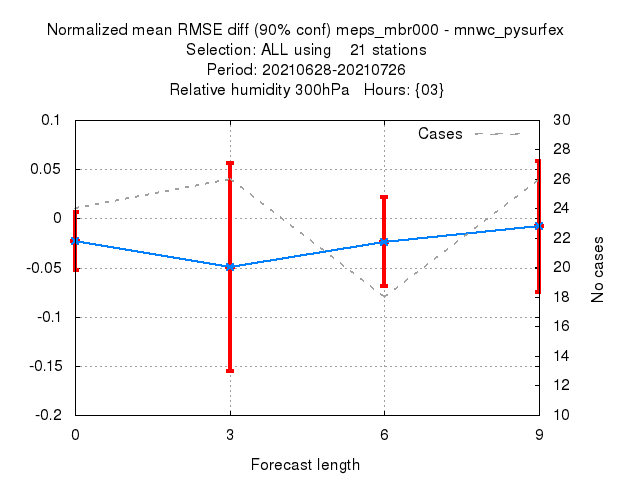 Normalized mean RMSE diff (90% conf) meps_mbr000 - mnwc_pysurfex
Selection: ALL using    21 stations
Period: 20210628-20210726
Relative humidity 300hPa   Hours: {03}
0.1
0.05
0
-0.05
-0.1
-0.15
-0.2
Cases
30
28
26
24
22
20
18
16
14
12
10
No cases
0 3 6 9
Forecast length